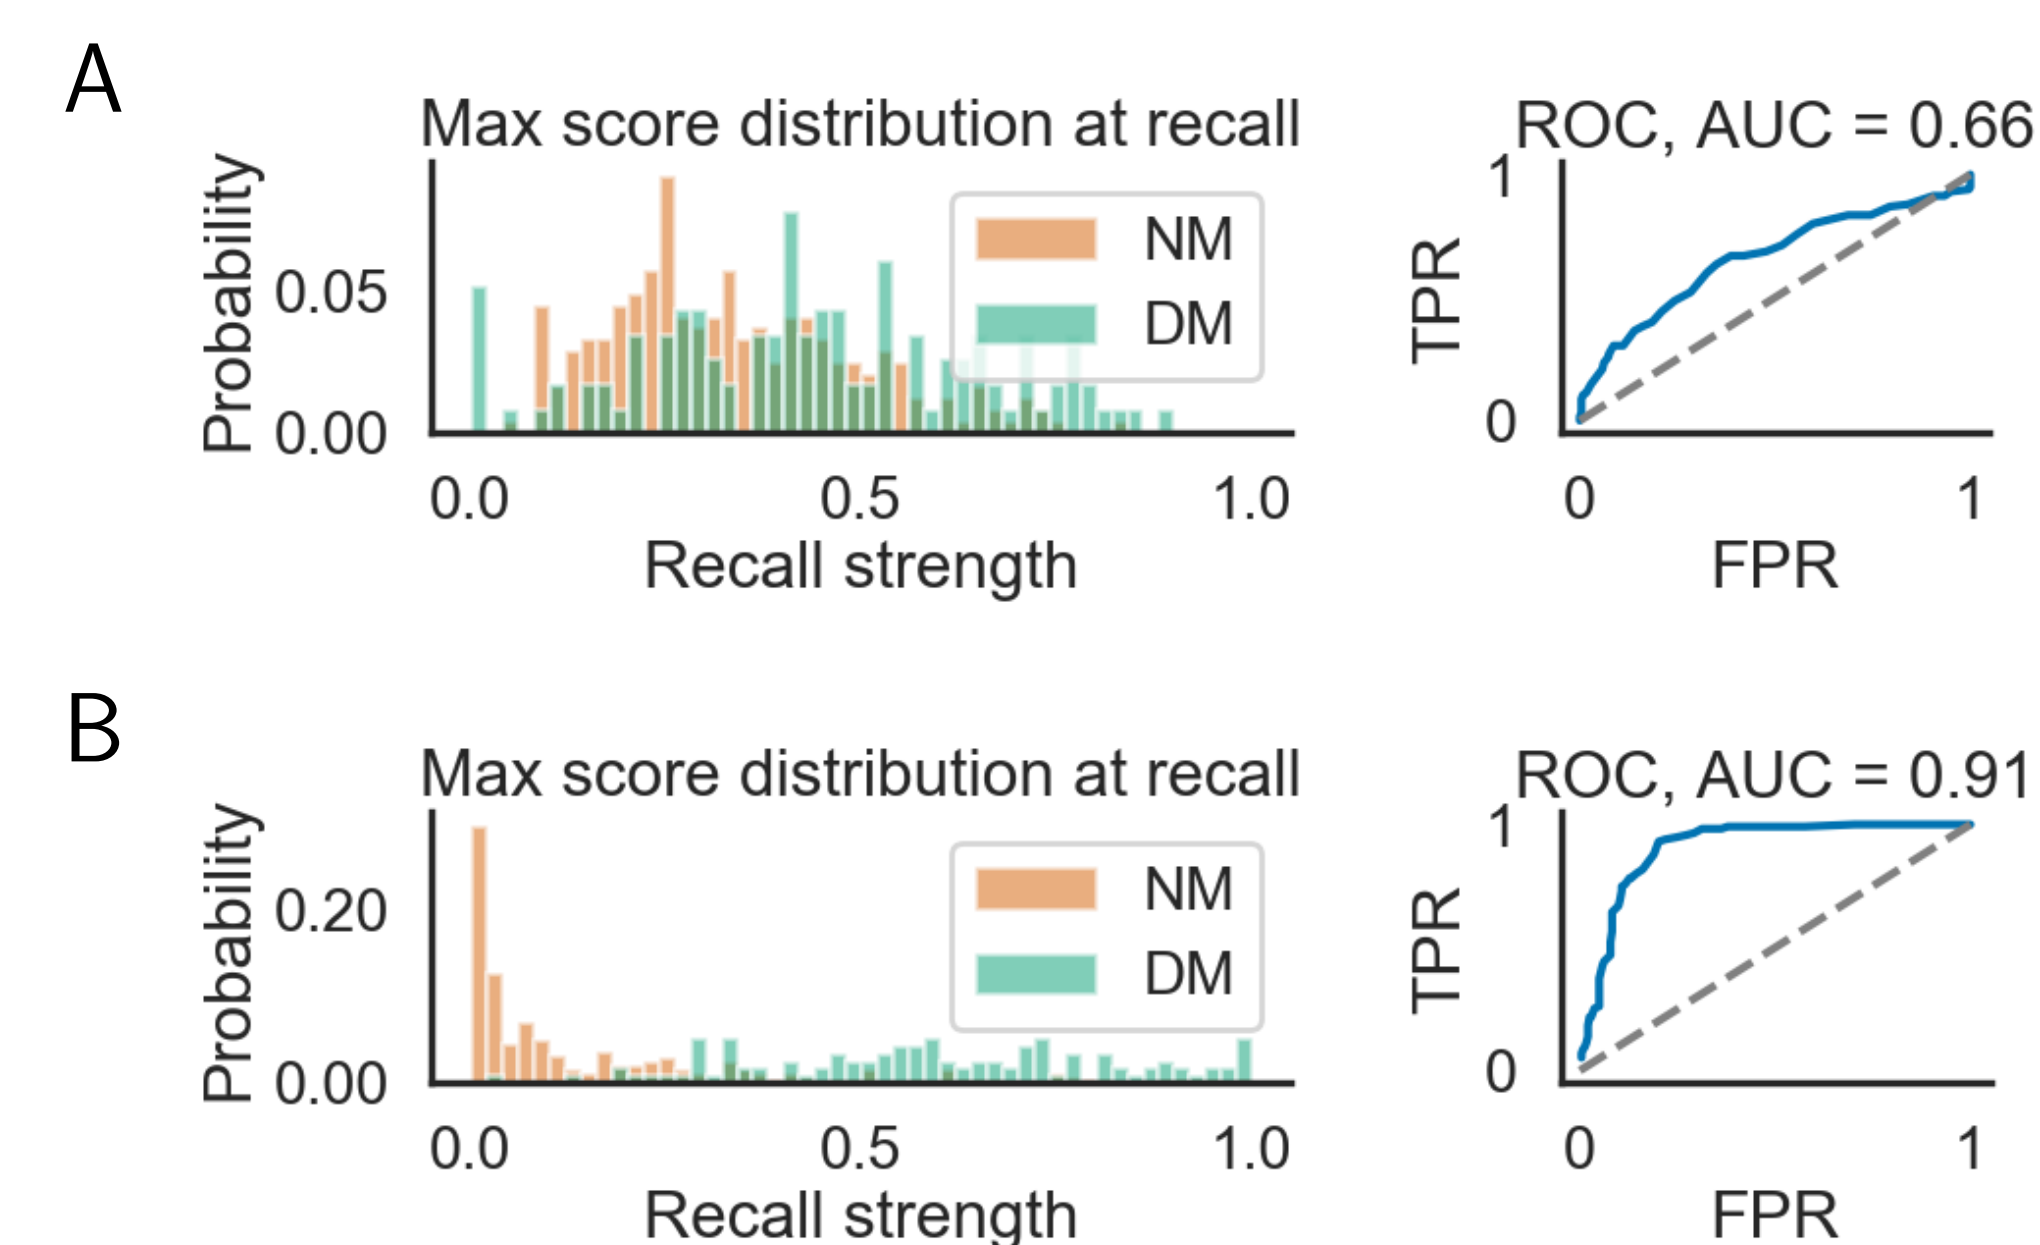 A
Max score distribution at recall
Probability
0.05
0.00
NM
DM
0.0 0.5 1.0
Recall strength
ROC, AUC = 0.66
TPR
1
0
0 1
FPR
B
Max score distribution at recall
Probability
0.20
0.00
NM
DM
0.0 0.5 1.0
Recall strength
ROC, AUC = 0.91
TPR
1
0
0 1
FPR